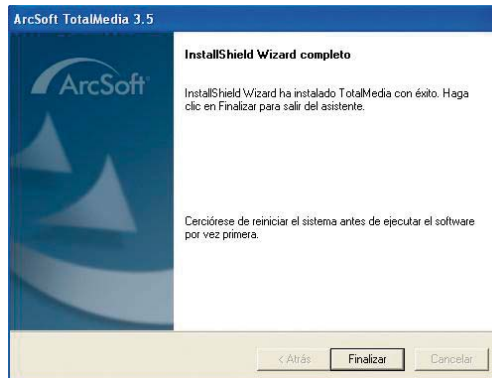 ArcSoft TotalMedia 3.5
ArcSoft
InstallShield Wizard completo
InstallShield Wizard ha instalado TotalMedia con éxito. Haga
clic en Finalizar para salir del asistente.
Cerciórese de reiniciar el sistema antes de ejecutar el software
por vez primera.
< Atrás
Finalizar
Cancelar